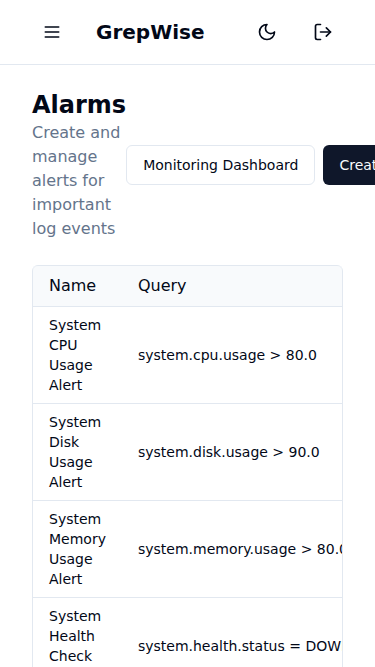 GrepWise
Alarms
Create and
manage
alerts for
important
log events
Monitoring Dashboard
Name Query
System
CPU
Usage
Alert
system.cpu.usage > 80.0
System
Disk
Usage
Alert
system.disk.usage > 90.0
System
Memory
Usage
Alert
system.memory.usage > 80.0
System
Health
Check
system.health.status = DOW